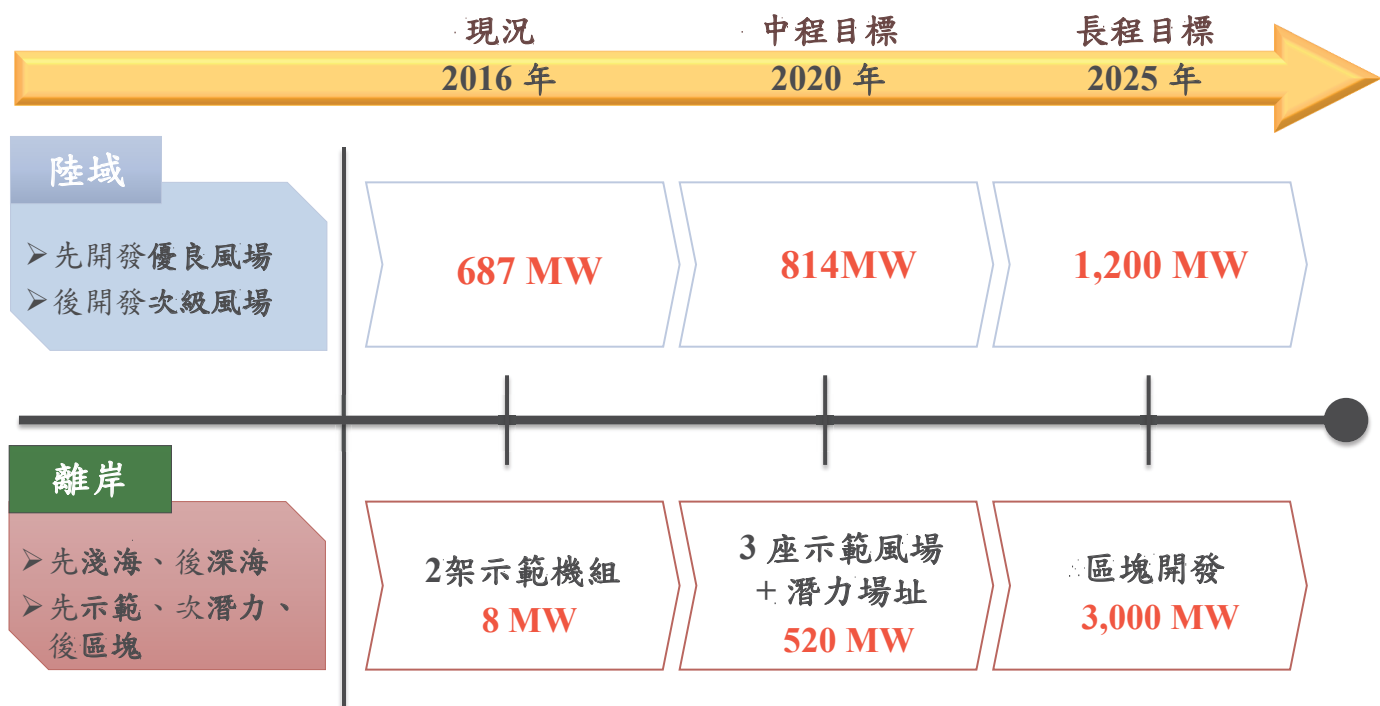 現況
中程目標
長程目標
2016 年
2020 年
2025 年
陸域
➢先開發優良風場
➢後開發次級風場
687 MW
814MW
1,200 MW
離岸
➢先淺海、後深海
➢先示範、次潛力、
後區塊
2架示範機組
8 MW
3 座示範風場
+ 潛力場址
520 MW
區塊開發
3,000 MW